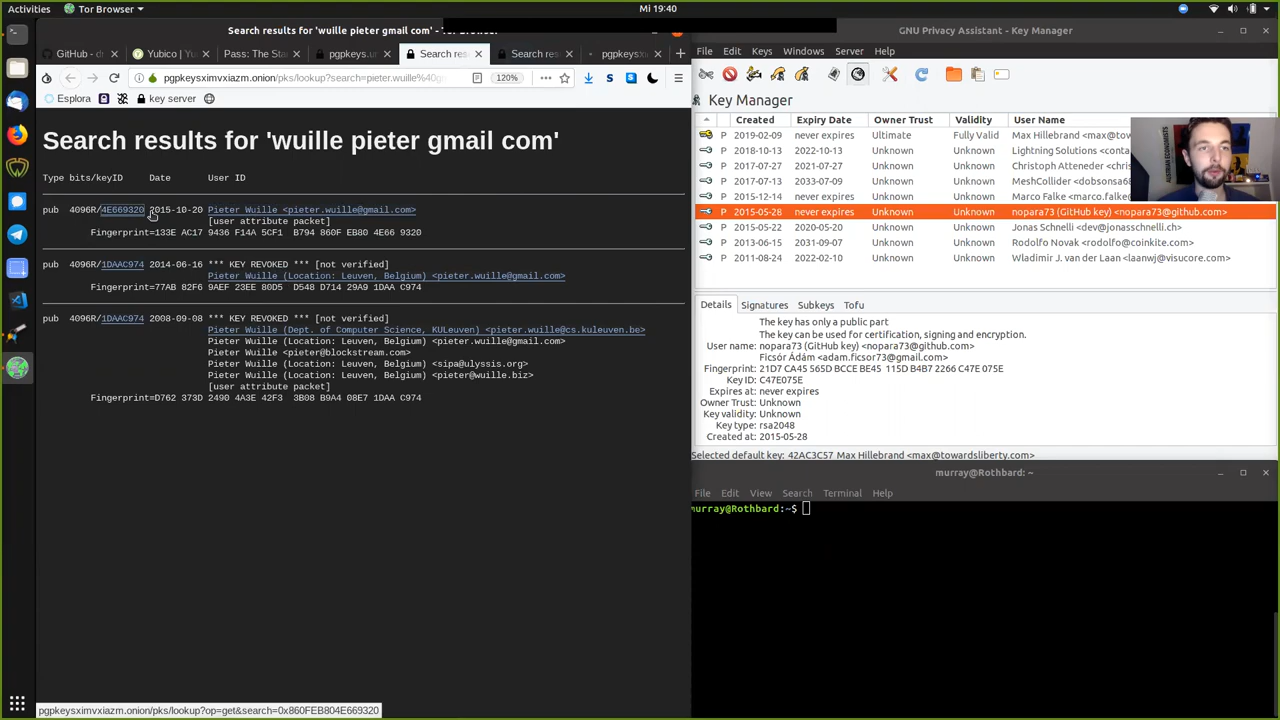 Activities
Tor Browser
Mi 19:40
Search results for 'wuille pieter gmail com' - T
GNU Privacy Assistant - Key Manager
GitHub - dr
Yubico | Yu
Pass: The Sta
pgpkeys.un
Search res
Search res
pgpkeysxi
File Edit Keys Windows Server Help
pgpkeysximvxiazm.onion/pks/lookup?search=pieter.wuille%40g
120%
Esplora
key server
Key Manager
Created Expiry Date Owner Trust Validity User Name
2019-02-09 never expires Ultimate Fully Valid Max Hillebrand <max@tow
P 2018-10-13 2022-10-13 Unknown Unknown Lightning Solutions <conta
P 2017-07-27 2021-07-27 Unknown Unknown Christoph Atteneder <chris
P 2017-07-09 2033-07-09 Unknown Unknown MeshCollider <dobsonsa6
P 2015-12-14 never expires Unknown Unknown Marco Falke <marco.falke
P 2015-05-28 never expires Unknown Unknown nopara73 (GitHub key) <nopara73@github.com>
P 2015-05-22 2020-05-20 Unknown Unknown Jonas Schnelli <dev@jonasschnelli.ch>
P 2013-06-15 2031-09-07 Unknown Unknown Rodolfo Novak <rodolfo@coinkite.com>
P 2011-08-24 2022-02-10 Unknown Unknown Wladimir J. van der Laan <laanwj@visucore.com>
Search results for 'wuille pieter gmail com'
Type bits/keyID Date User ID
pub 4096R/4E669320 2015-10-20 Pieter Wuille <pieter.wuille@gmail.com>
[user attribute packet]
Fingerprint=133E AC17 9436 F14A 5CF1 B794 860F EB80 4E66 9320
pub 4096R/1DAAC974 2014-06-16 *** KEY REVOKED *** [not verified]
Pieter Wuille (Location: Leuven, Belgium) <pieter.wuille@gmail.com>
Fingerprint=77AB 82F6 9AEF 23EE 80D5 D548 D714 29A9 1DAA C974
pub 4096R/1DAAC974 2008-09-08 *** KEY REVOKED *** [not verified]
Pieter Wuille (Dept. of Computer Science, KULeuven) <pieter.wuille@cs.kuleuven.be>
Pieter Wuille (Location: Leuven, Belgium) <pieter.wuille@gmail.com>
Pieter Wuille <pieter@blockstream.com>
Pieter Wuille (Location: Leuven, Belgium) <sipa@ulyssis.org>
Pieter Wuille (Location: Leuven, Belgium) <pieter@wuille.biz>
[user attribute packet]
Fingerprint=D762 373D 2490 4A3E 42F3 3B08 B9A4 08E7 1DAA C974
Details Signatures Subkeys Tofu
The key has only a public part
The key can be used for certification, signing and encryption.
User name: nopara73 (GitHub key) <nopara73@github.com>
Ficsór Ádám <adam.ficsor73@gmail.com>
Fingerprint: 21D7 CA45 565D BCCE BE45 115D B4B7 2266 C47E 075E
Key ID: C47E075E
Expires at: never expires
Owner Trust: Unknown
Key validity: Unknown
Key type: rsa2048
Created at: 2015-05-28
Selected default key: 42AC3C57 Max Hillebrand <max@towardsliberty.com>
murray@Rothbard: ~
File Edit View Search Terminal Help
murray@Rothbard:~$
pgpkeysximvxiazm.onion/pks/lookup?op=get&search=0x860FEB804E669320